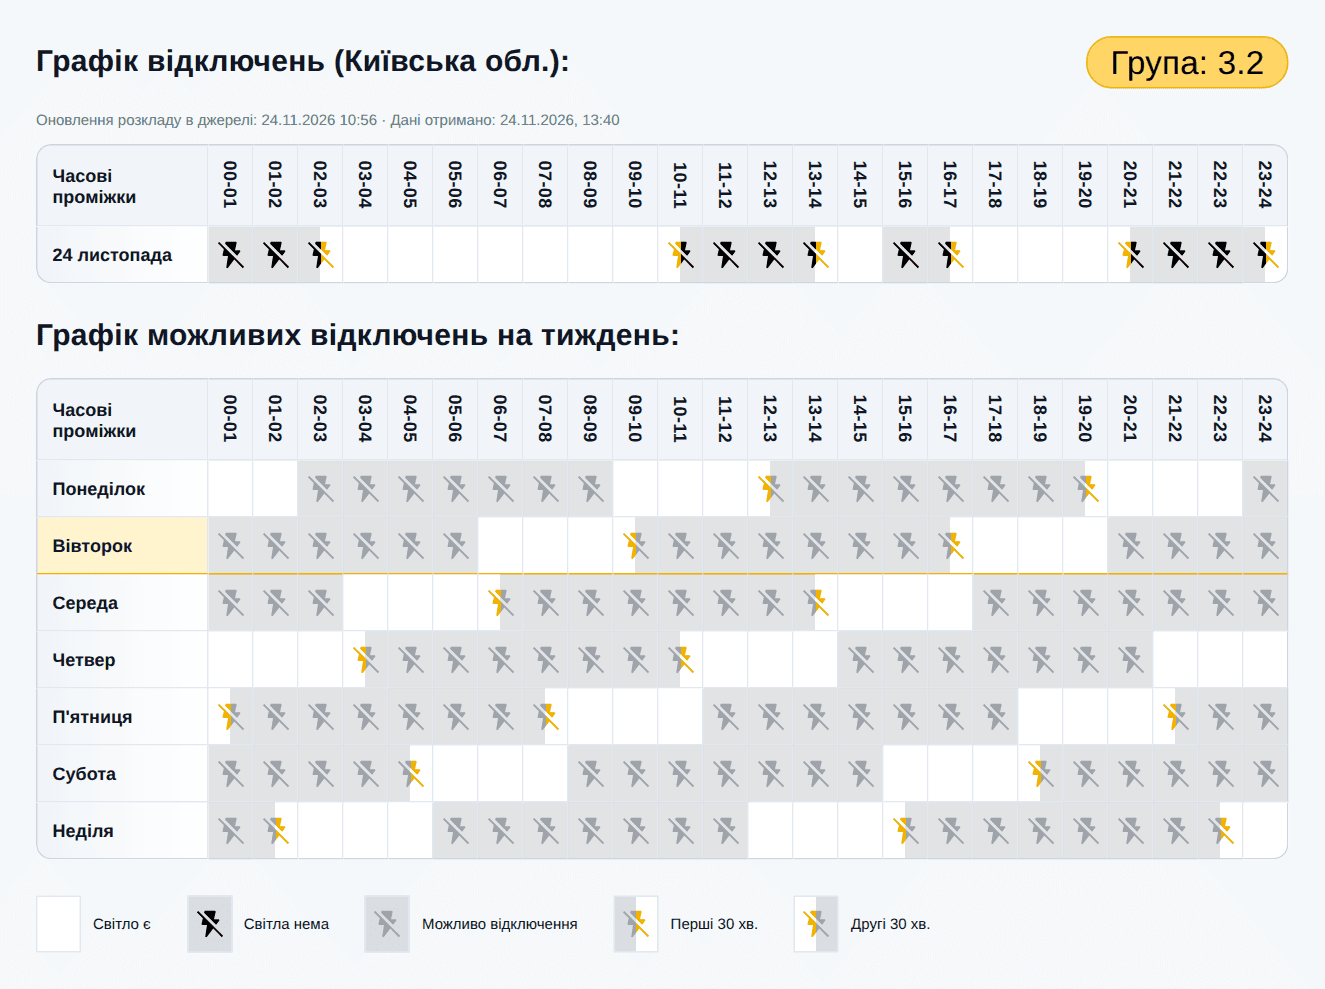 Графік відключень (Київська обл.):
Група: 3.2
Оновлення розкладу в джерелі: 24.11.2026 10:56 · Дані отримано: 24.11.2026, 13:40
Часові проміжки 00-01 01-02 02-03 03-04 04-05 05-06 06-07 07-08 08-09 09-10 10-11 11-12 12-13 13-14 14-15 15-16 16-17 17-18 18-19 19-20 20-21 21-22 22-23 23-24
24 листопада
Графік можливих відключень на тиждень:
Часові проміжки 00-01 01-02 02-03 03-04 04-05 05-06 06-07 07-08 08-09 09-10 10-11 11-12 12-13 13-14 14-15 15-16 16-17 17-18 18-19 19-20 20-21 21-22 22-23 23-24
Понеділок
Вівторок
Середа
Четвер
П'ятниця
Субота
Неділя
Світло є Світла нема Можливо відключення Перші 30 хв. Другі 30 хв.